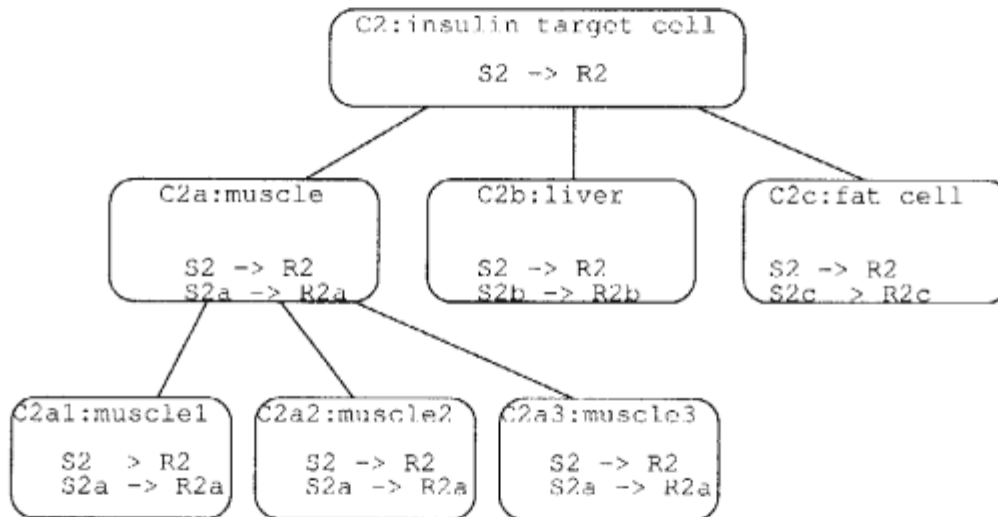 C2:insulin target cell
S2 -> R2
C2a:muscle
S2 -> R2
S2a -> R2a
C2b:liver
S2 -> R2
S2b -> R2b
C2c:fat cell
S2 -> R2
S2c > R2c
C2a1:muscle1
S2 > R2
S2a -> R2a
C2a2:muscle2
S2 -> R2
S2a -> R2a
C2a3:muscle3
S2 -> R2
S2a -> R2a